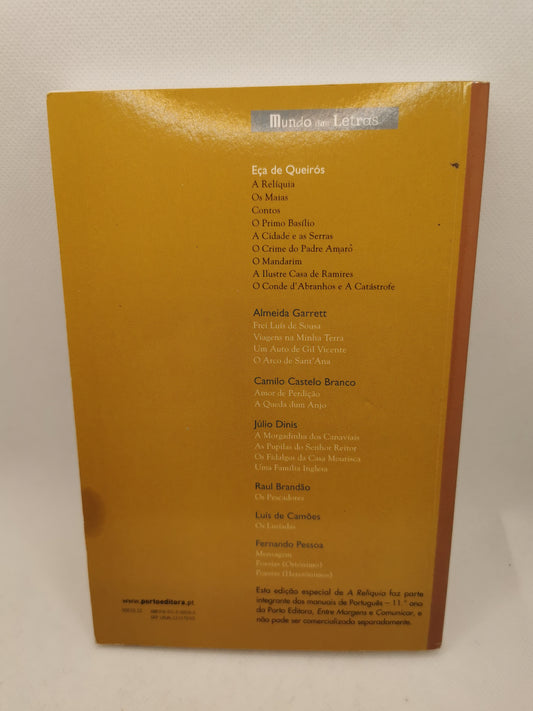 Mundo das Letras
Eça de Queirós
A Relíquia
Os Maias
Contos
O Primo Basílio
A Cidade e as Serras
O Crime do Padre Amaro
O Mandarim
A Ilustre Casa de Ramires
O Conde d'Abranhos e A Catástrofe
Almeida Garrett
Frei Luís de Sousa
Viagens na Minha Terra
Um Auto de Gil Vicente
O Arco de Sant'Ana
Camilo Castelo Branco
Amor de Perdição
A Queda dum Anjo
Júlio Dinis
A Morgadinha dos Canaviais
As Pupilas do Senhor Reitor
Os Fidalgos da Casa Mourisca
Uma Família Inglesa
Raul Brandão
Os Pescadores
Luís de Camões
Os Lusíadas
Fernando Pessoa
Mensagem
Poesias (Ortónimo)
Poesias (Heterónimos)
www.portoeditora.pt
Esta edição especial de A Relíquia faz parte
integrante dos manuais de Português – 11.º ano
da Porto Editora, Entre Margens e Comunicar, e
não pode ser comercializado separadamente.